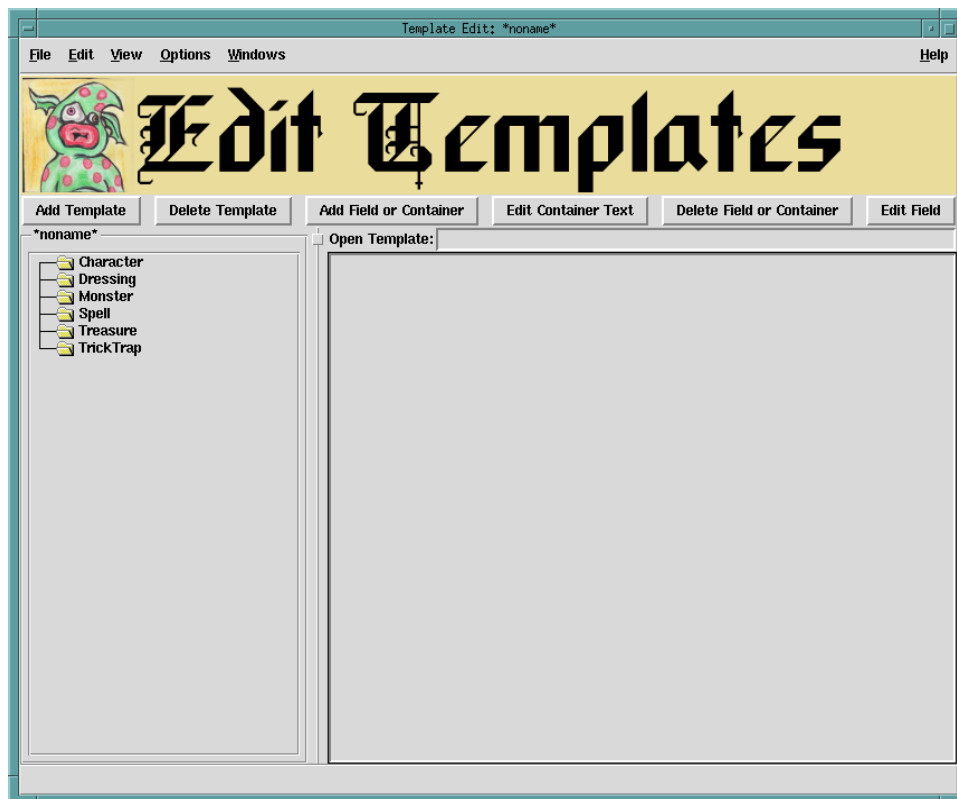 Template Edit: *noname*
File Edit View Options Windows Help
Edit Templates
Add Template Delete Template Add Field or Container Edit Container Text Delete Field or Container Edit Field
*noname*
Open Template:
Character
Dressing
Monster
Spell
Treasure
TrickTrap